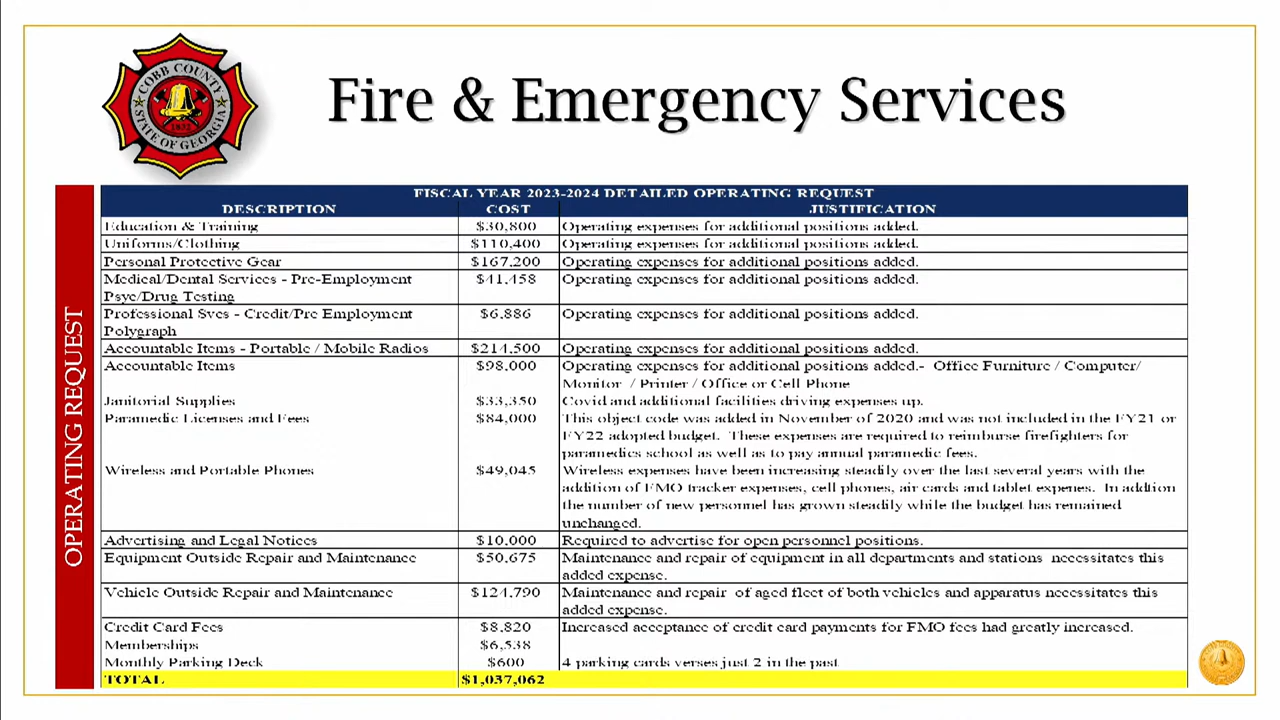 COBB COUNTY
1832
STATE OF GEORGIA
Fire & Emergency Services
OPERATING REQUEST
FISCAL YEAR 2023-2024 DETAILED OPERATING REQUEST
DESCRIPTION COST JUSTIFICATION
Education & Training $30,800 Operating expenses for additional positions added.
Uniforms/Clothing $110,400 Operating expenses for additional positions added.
Personal Protective Gear $167,200 Operating expenses for additional positions added.
Medical/Dental Services - Pre-Employment $41,458 Operating expenses for additional positions added.
Psyc/Drug Testing
Professional Svcs - Credit/Pre Employment $6,886 Operating expenses for additional positions added.
Polygraph
Accountable Items - Portable / Mobile Radios $214,500 Operating expenses for additional positions added.
Accountable Items $98,000 Operating expenses for additional positions added.- Office Furniture / Computer/
Monitor / Printer / Office or Cell Phone
Janitorial Supplies $33,350 Covid and additional facilities driving expenses up.
Paramedic Licenses and Fees $84,000 This object code was added in November of 2020 and was not included in the FY21 or
FY22 adopted budget. These expenses are required to reimburse firefighters for
paramedics school as well as to pay annual paramedic fees.
Wireless and Portable Phones $49,045 Wireless expenses have been increasing steadily over the last several years with the
addition of FMO tracker expenses, cell phones, air cards and tablet expenes. In addtion
the number of new personnel has grown steadily while the budget has remained
unchanged.
Advertising and Legal Notices $10,000 Required to advertise for open personnel positions.
Equipment Outside Repair and Maintenance $50,675 Maintenance and repair of equipment in all departments and stations necessitates this
added expense.
Vehicle Outside Repair and Maintenance $124,790 Maintenance and repair of aged fleet of both vehicles and apparatus necessitates this
added expense.
Credit Card Fees $8,820 Increased acceptance of credit card payments for FMO fees had greatly increased.
Memberships $6,538
Monthly Parking Deck $600 4 parking cards verses just 2 in the past
TOTAL $1,037,062